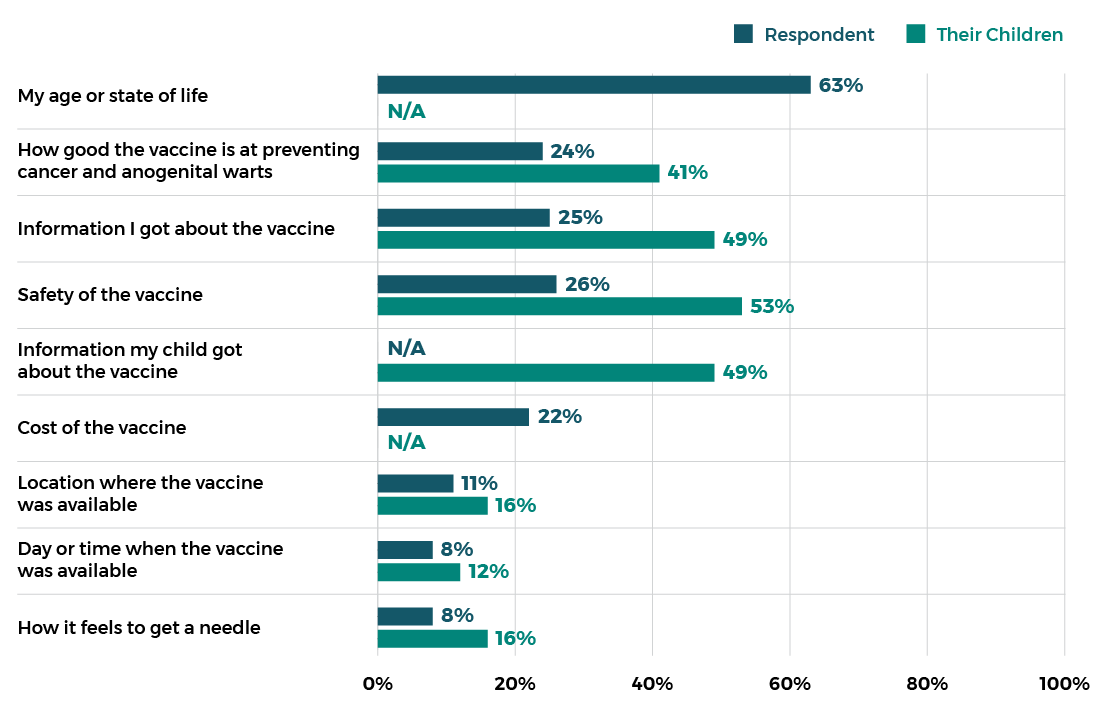 Respondent Their Children
My age or state of life
63%
N/A
How good the vaccine is at preventing
cancer and anogenital warts
24%
41%
Information I got about the vaccine
25%
49%
Safety of the vaccine
26%
53%
Information my child got
about the vaccine
N/A
49%
Cost of the vaccine
22%
N/A
Location where the vaccine
was available
11%
16%
Day or time when the vaccine
was available
8%
12%
How it feels to get a needle
8%
16%
0% 20% 40% 60% 80% 100%